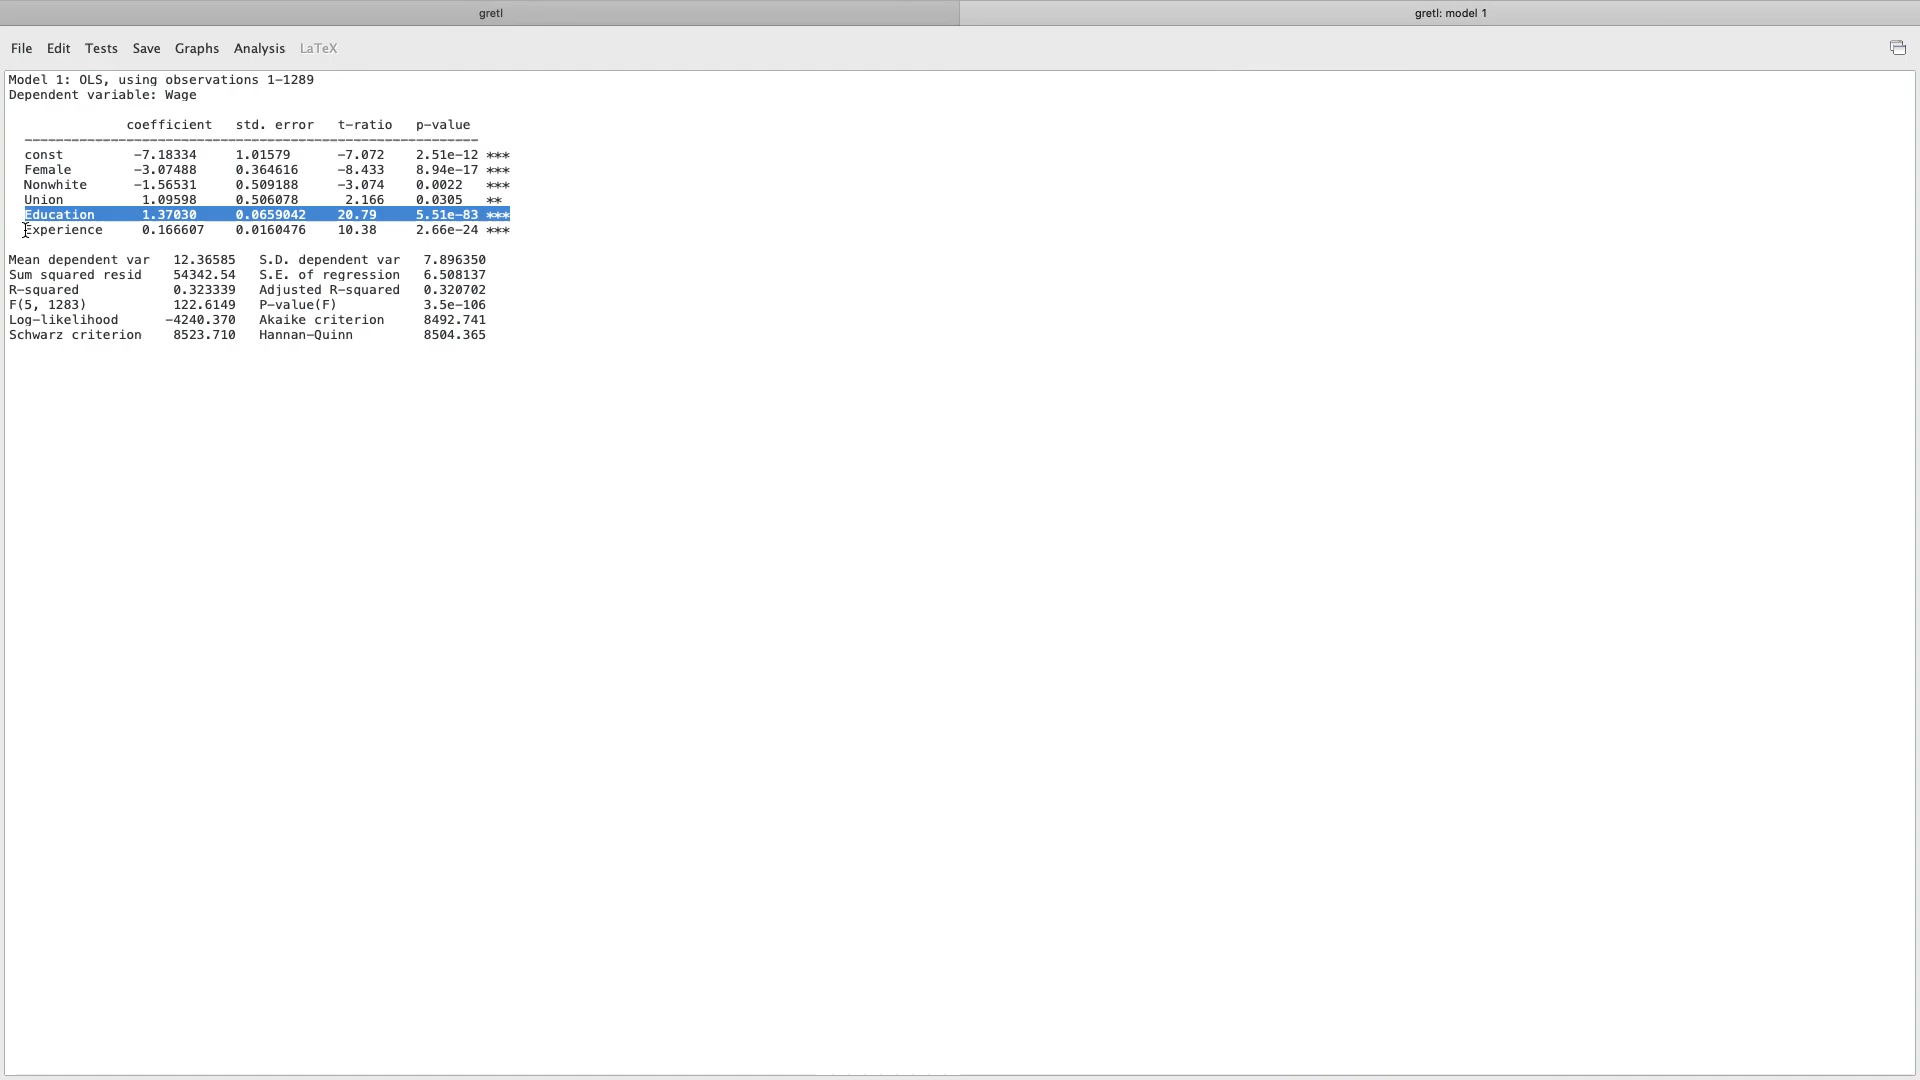 gretl gretl: model 1
File Edit Tests Save Graphs Analysis LaTeX
Model 1: OLS, using observations 1-1289
Dependent variable: Wage
coefficient std. error t-ratio p-value
const -7.18334 1.01579 -7.072 2.51e-12 ***
Female -3.07488 0.364616 -8.433 8.94e-17 ***
Nonwhite -1.56531 0.509188 -3.074 0.0022 ***
Union 1.09598 0.506078 2.166 0.0305 **
Education 1.37030 0.0659042 20.79 5.51e-83 ***
Experience 0.166607 0.0160476 10.38 2.66e-24 ***
Mean dependent var 12.36585 S.D. dependent var 7.896350
Sum squared resid 54342.54 S.E. of regression 6.508137
R-squared 0.323339 Adjusted R-squared 0.320702
F(5, 1283) 122.6149 P-value(F) 3.5e-106
Log-likelihood -4240.370 Akaike criterion 8492.741
Schwarz criterion 8523.710 Hannan-Quinn 8504.365